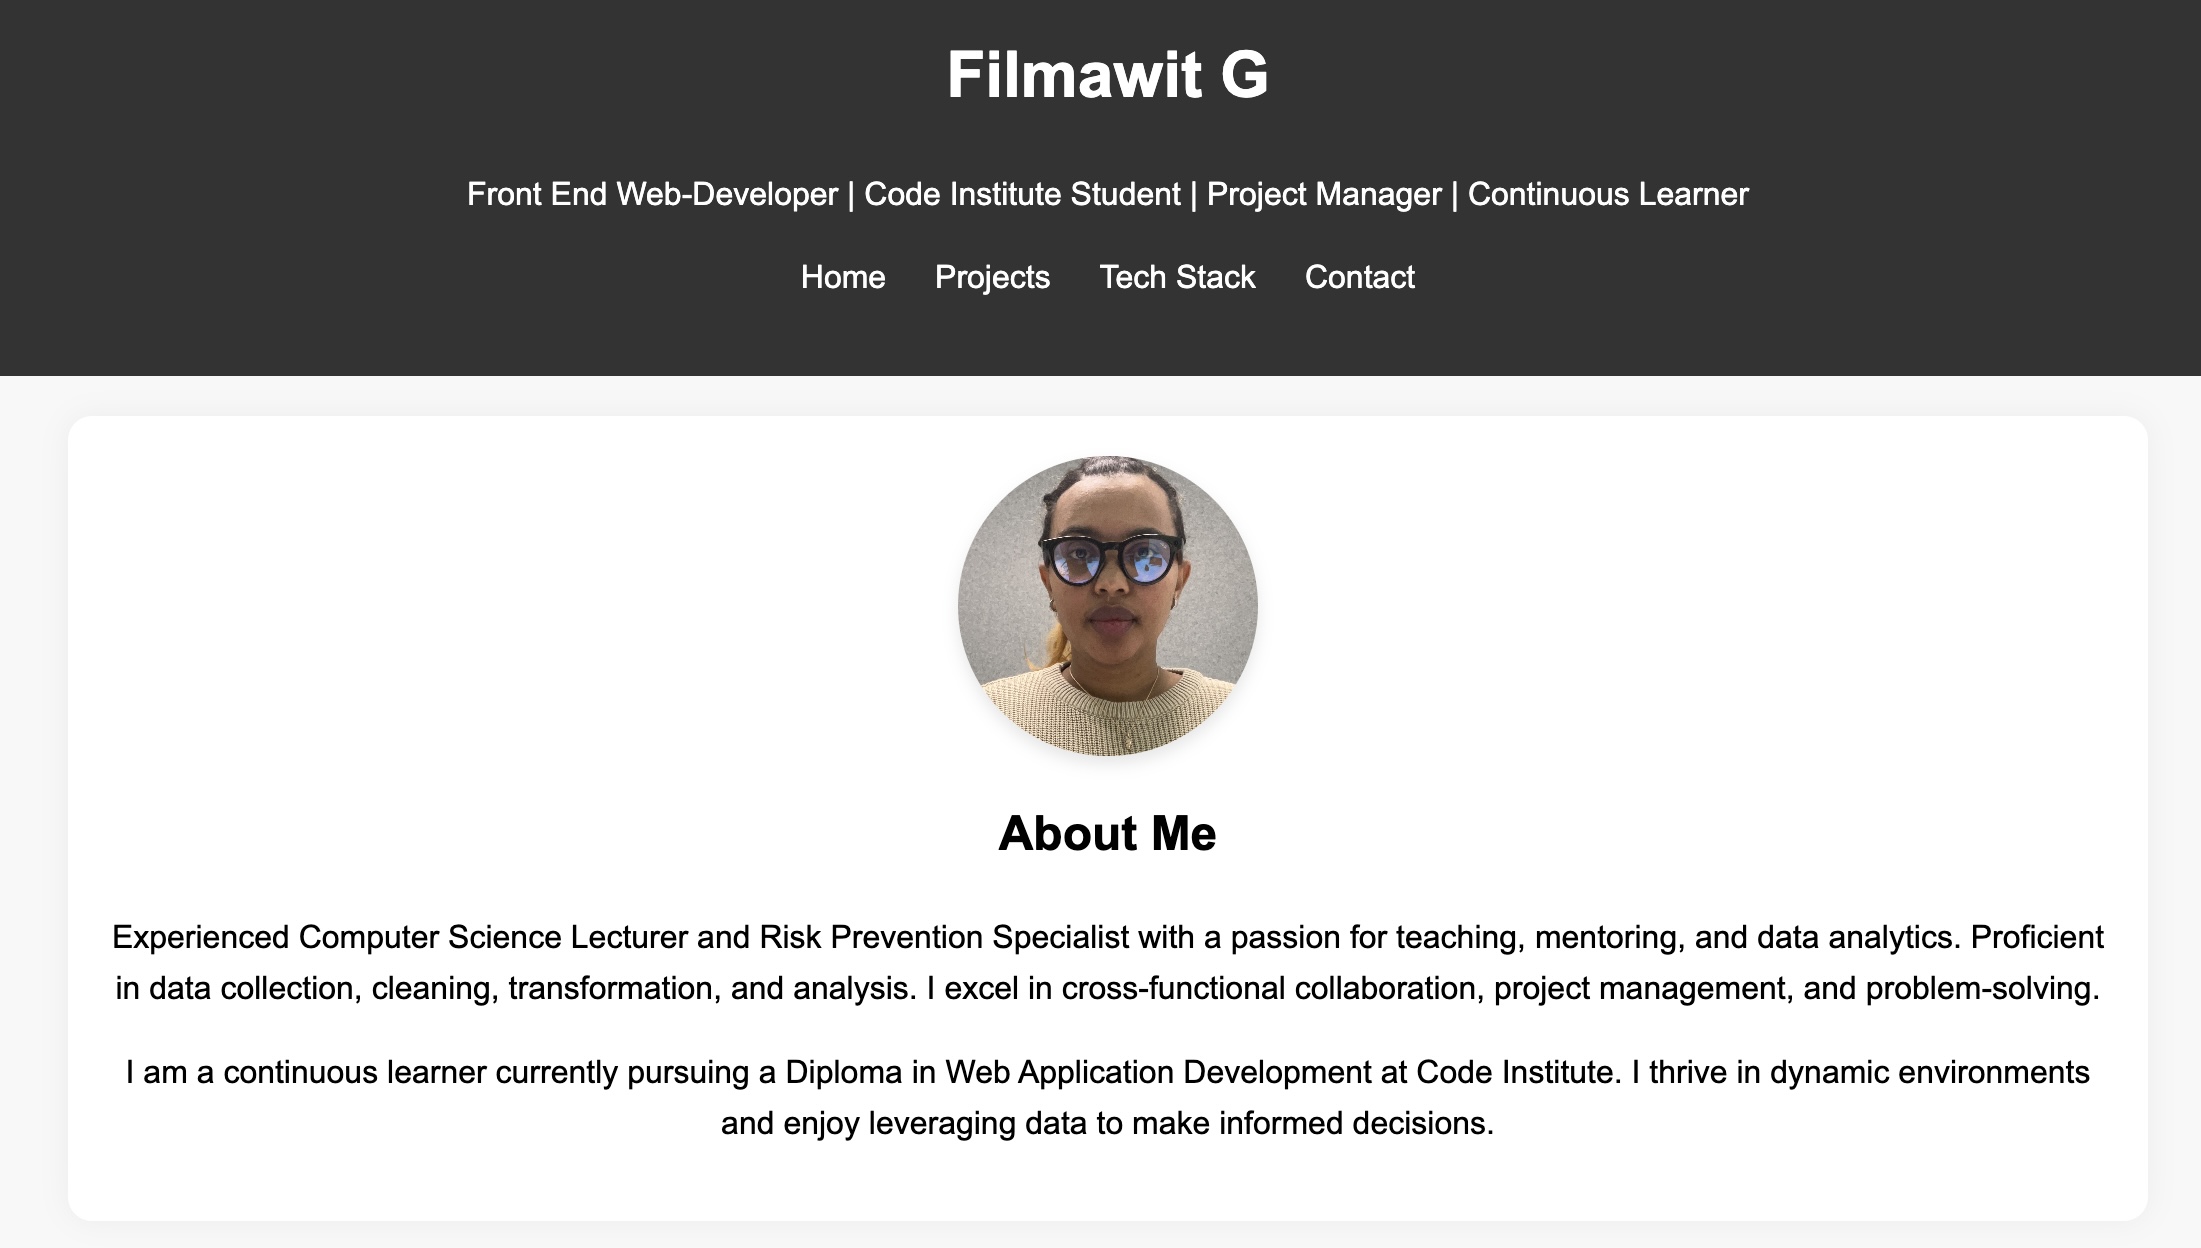 Filmawit G
Front End Web-Developer | Code Institute Student | Project Manager | Continuous Learner
Home Projects Tech Stack Contact
About Me
Experienced Computer Science Lecturer and Risk Prevention Specialist with a passion for teaching, mentoring, and data analytics. Proficient
in data collection, cleaning, transformation, and analysis. I excel in cross-functional collaboration, project management, and problem-solving.
I am a continuous learner currently pursuing a Diploma in Web Application Development at Code Institute. I thrive in dynamic environments
and enjoy leveraging data to make informed decisions.